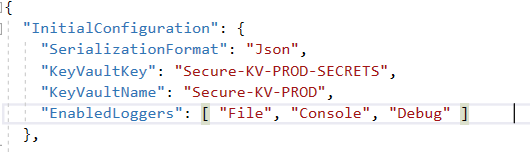 {
"InitialConfiguration": {
"SerializationFormat": "Json",
"KeyVaultKey": "Secure-KV-PROD-SECRETS",
"KeyVaultName": "Secure-KV-PROD",
"EnabledLoggers": [ "File", "Console", "Debug" ]
},